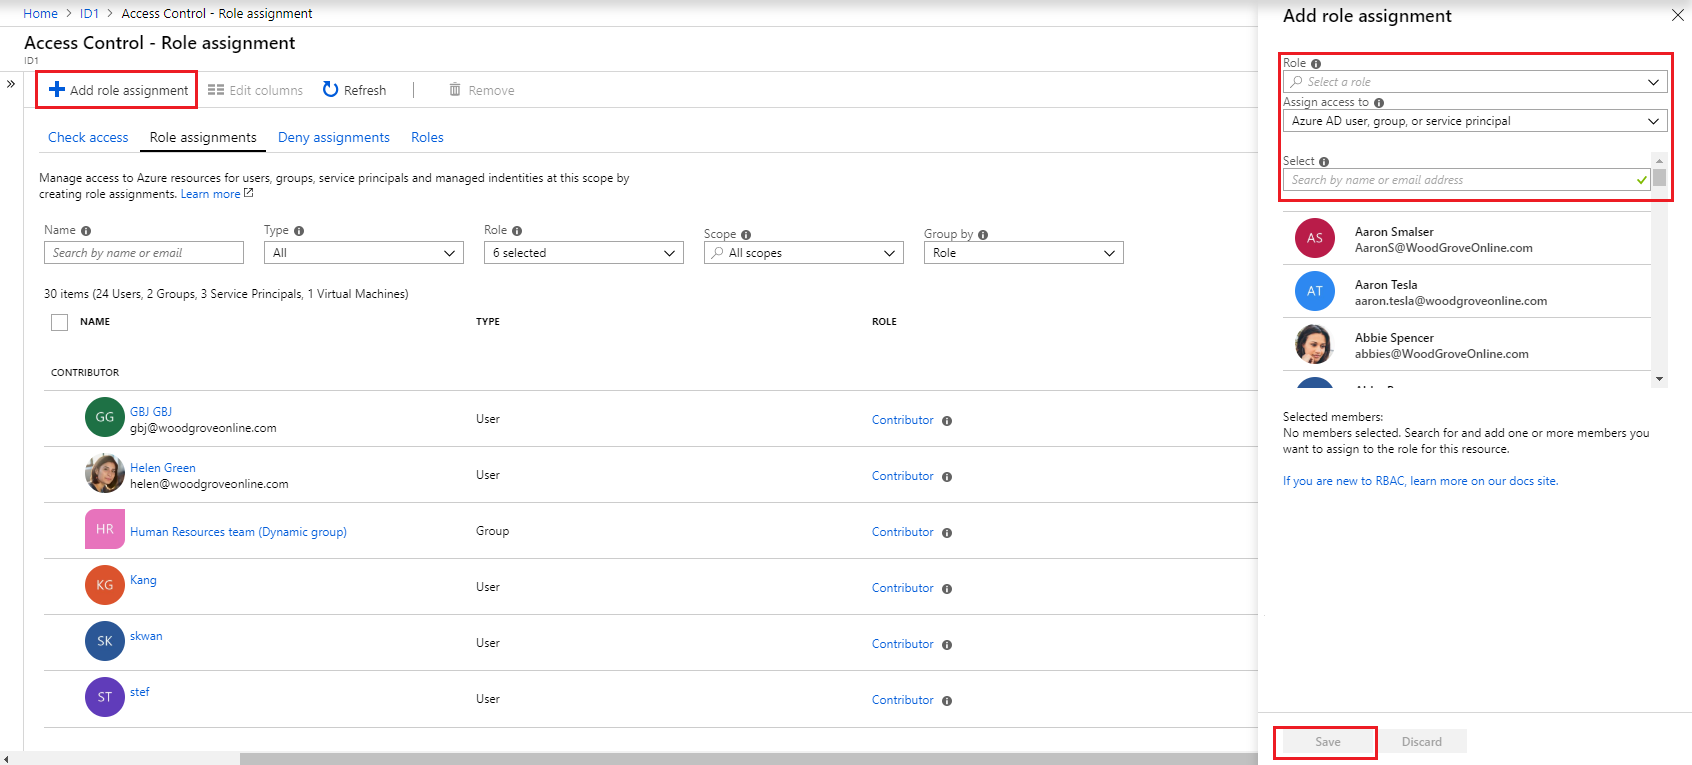 Home > ID1 > Access Control - Role assignment
Access Control - Role assignment
ID1
Add role assignment
Edit columns
Refresh
Remove
Check access
Role assignments
Deny assignments
Roles
Manage access to Azure resources for users, groups, service principals and managed indentities at this scope by
creating role assignments. Learn more
Name
Type
Role
Scope
Group by
Search by name or email
All
6 selected
All scopes
Role
30 items (24 Users, 2 Groups, 3 Service Principals, 1 Virtual Machines)
NAME
TYPE
ROLE
CONTRIBUTOR
GG
GBJ GBJ
gbj@woodgroveonline.com
User
Contributor
Helen Green
helen@woodgroveonline.com
User
Contributor
HR
Human Resources team (Dynamic group)
Group
Contributor
KG
Kang
User
Contributor
SK
skwan
User
Contributor
ST
stef
User
Contributor
Add role assignment
Role
Select a role
Assign access to
Azure AD user, group, or service principal
Select
Search by name or email address
AS
Aaron Smalser
AaronS@WoodGroveOnline.com
AT
Aaron Tesla
aaron.tesla@woodgroveonline.com
Abbie Spencer
abbies@WoodGroveOnline.com
Selected members:
No members selected. Search for and add one or more members you
want to assign to the role for this resource.
If you are new to RBAC, learn more on our docs site.
Save
Discard